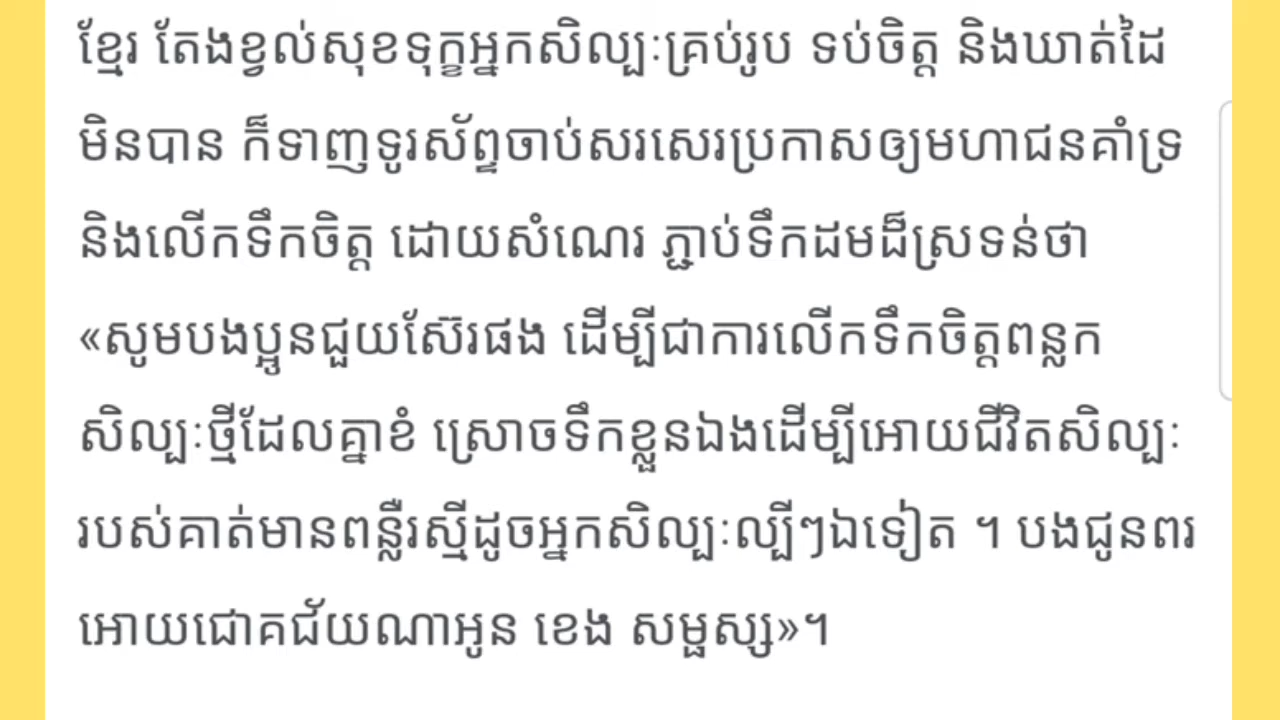 ខ្មែរ តែងខ្វល់សុខទុក្ខអ្នកសិល្បៈគ្រប់រូប ទប់ចិត្ត និងឃាត់ដៃ
មិនបាន ក៏ទាញទូរស័ព្ទចាប់សរសេរប្រកាសឲ្យមហាជនគាំទ្រ
និងលើកទឹកចិត្ត ដោយសំណេរ ភ្ជាប់ទឹកដមដ៏ស្រទន់ថា
«សូមបងប្អូនជួយស៊ែរផង ដើម្បីជាការលើកទឹកចិត្តពន្លក
សិល្បៈថ្មីដែលគ្នាខំ ស្រោចទឹកខ្លួនឯងដើម្បីអោយជីវិតសិល្បៈ
របស់គាត់មានពន្លឺរស្មីដូចអ្នកសិល្បៈល្បីៗឯទៀត ។ បងជូនពរ
អោយជោគជ័យណាអូន ខេង សម្ផស្ស»។